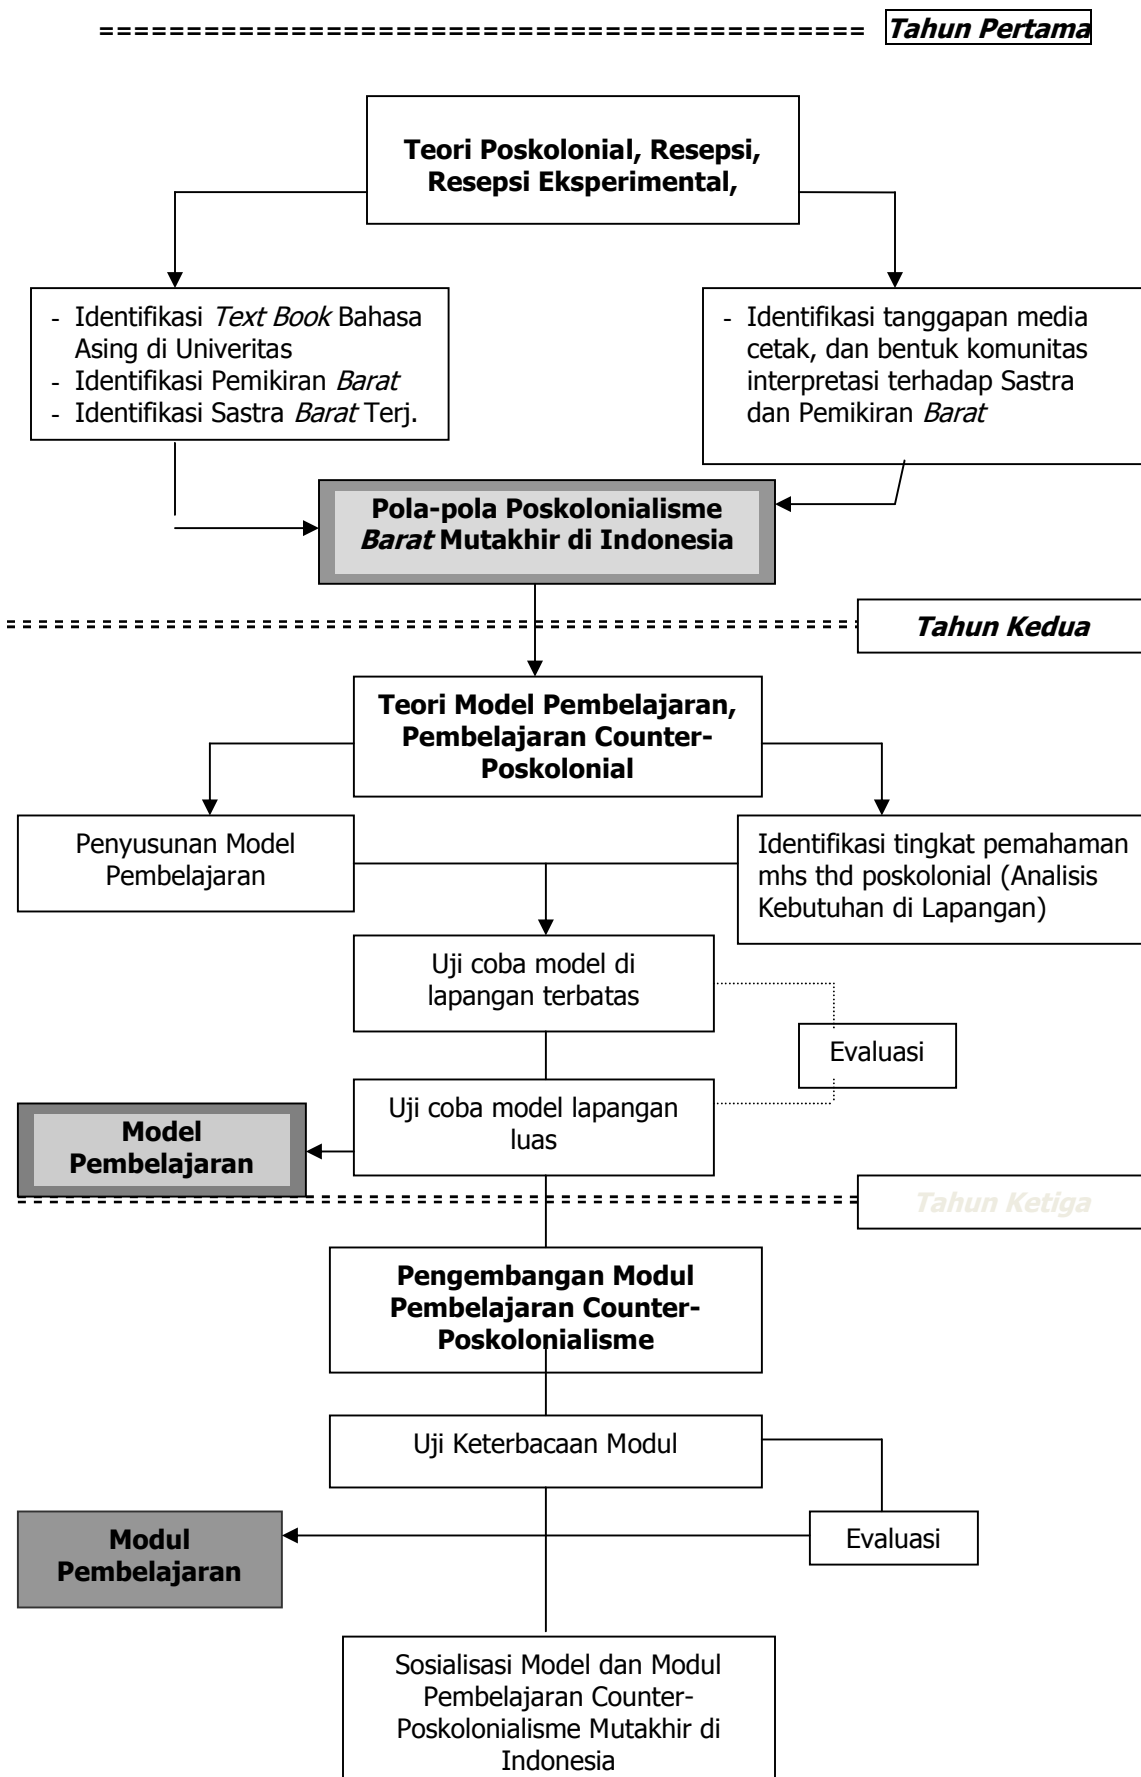 Tahun Pertama
Teori Poskolonial, Resepsi,
Resepsi Eksperimental,
- Identifikasi Text Book Bahasa
Asing di Univeritas
- Identifikasi Pemikiran Barat
- Identifikasi Sastra Barat Terj.
- Identifikasi tanggapan media
cetak, dan bentuk komunitas
interpretasi terhadap Sastra
dan Pemikiran Barat
Pola-pola Poskolonialisme
Barat Mutakhir di Indonesia
Tahun Kedua
Teori Model Pembelajaran,
Pembelajaran Counter-
Poskolonial
Penyusunan Model
Pembelajaran
Identifikasi tingkat pemahaman
mhs thd poskolonial (Analisis
Kebutuhan di Lapangan)
Uji coba model di
lapangan terbatas
Evaluasi
Uji coba model lapangan
luas
Model
Pembelajaran
Tahun Ketiga
Pengembangan Modul
Pembelajaran Counter-
Poskolonialisme
Uji Keterbacaan Modul
Modul
Pembelajaran
Evaluasi
Sosialisasi Model dan Modul
Pembelajaran Counter-
Poskolonialisme Mutakhir di
Indonesia